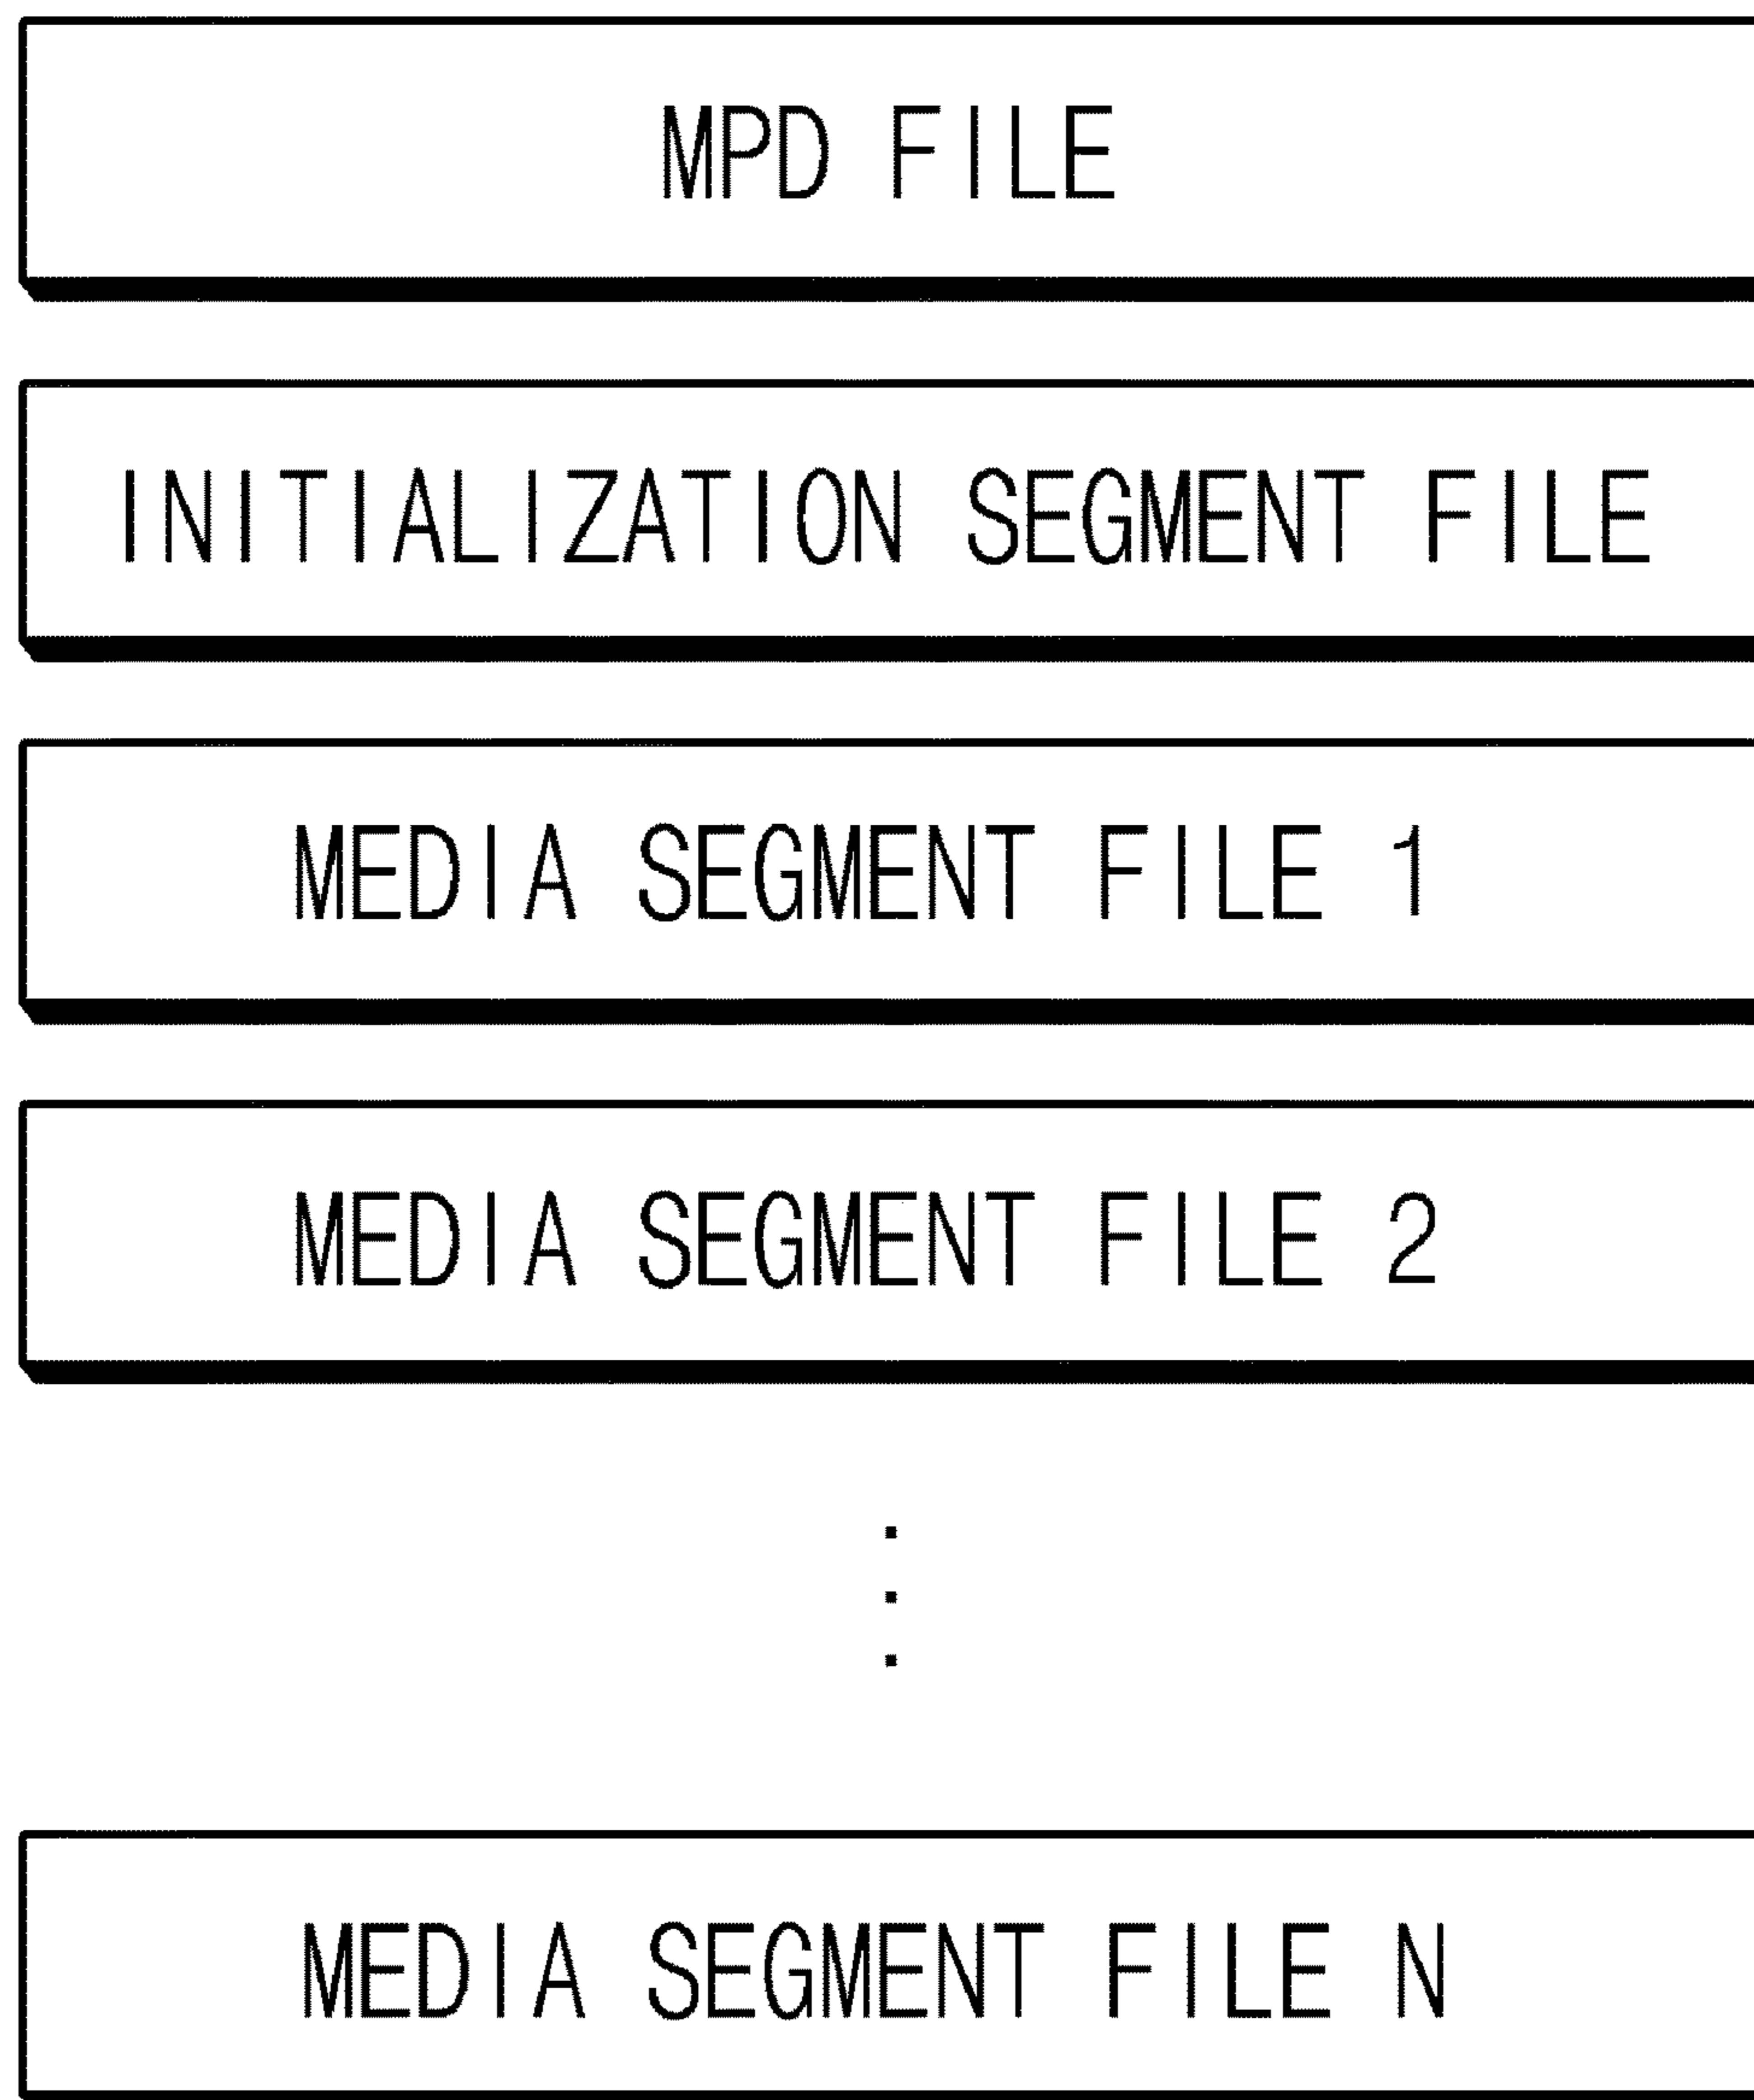 MPD FILE
INITIALIZATION SEGMENT FILE
MEDIA SEGMENT FILE 1
MEDIA SEGMENT FILE 2
MEDIA SEGMENT FILE N